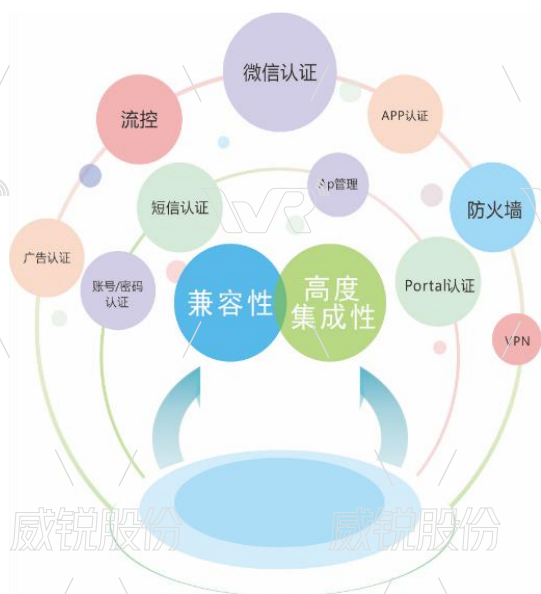 微信认证
流控
APP认证
短信认证
Ap管理
防火墙
广告认证
账号/密码
认证
兼容性
高度
集成性
Portal认证
VPN
WR
威锐股份
威锐股份